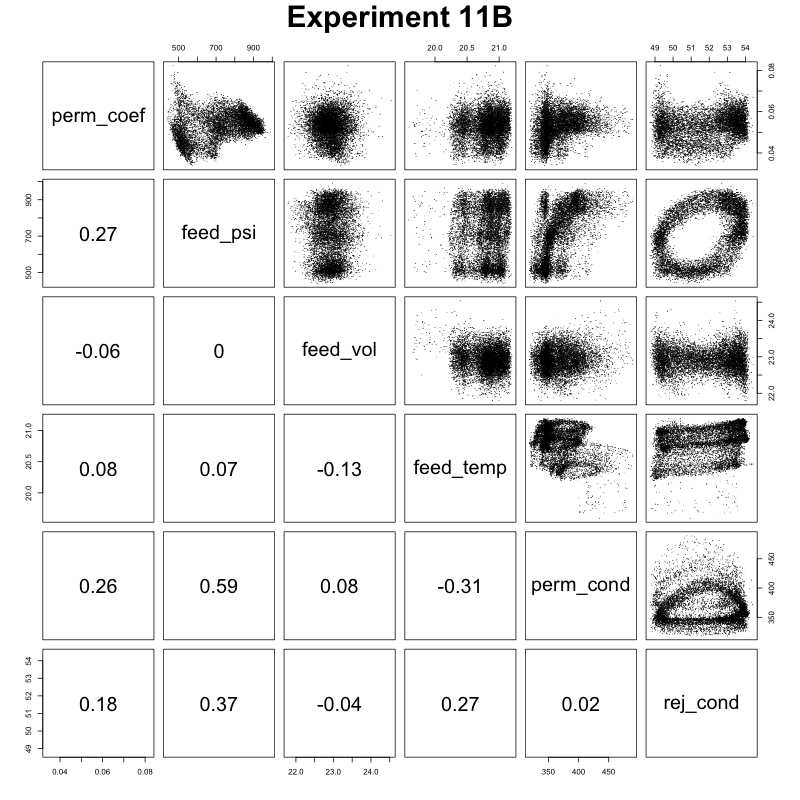 Experiment 11B
500 700 900 20.0 20.5 21.0 49 50 51 52 53 54
perm_coef
0.04 0.06 0.08
500 700 900
0.27
feed_psi
-0.06
0
feed_vol
22.0 23.0 24.0
20.0 20.5 21.0
0.08
0.07
-0.13
feed_temp
0.26
0.59
0.08
-0.31
perm_cond
350 400 450
49 50 51 52 53 54
0.18
0.37
-0.04
0.27
0.02
rej_cond
0.04 0.06 0.08 22.0 23.0 24.0 350 400 450